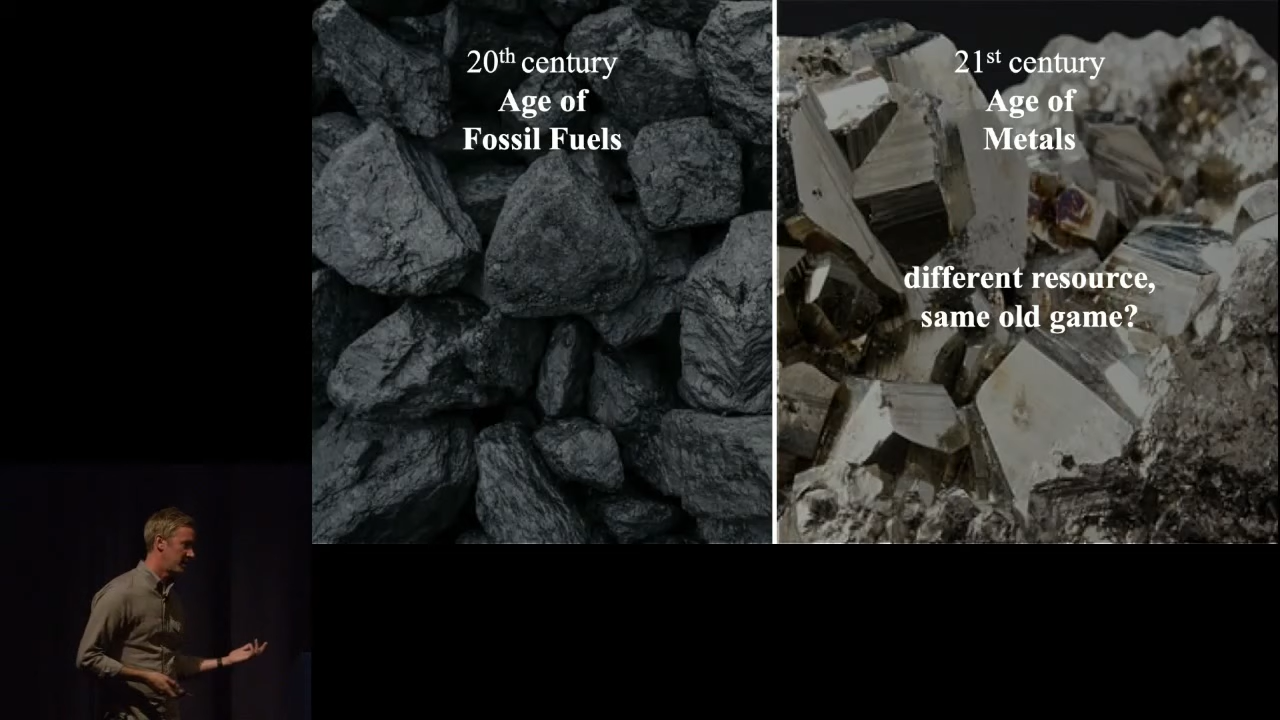 20th century
Age of
Fossil Fuels
21st century
Age of
Metals
different resource,
same old game?